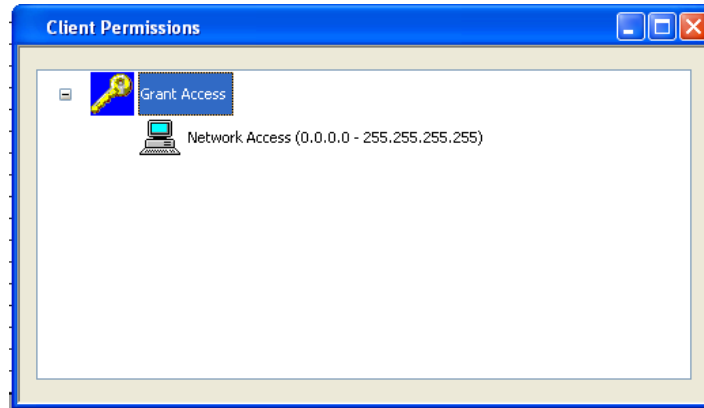 Client Permissions
Grant Access
Network Access (0.0.0.0 - 255.255.255.255)